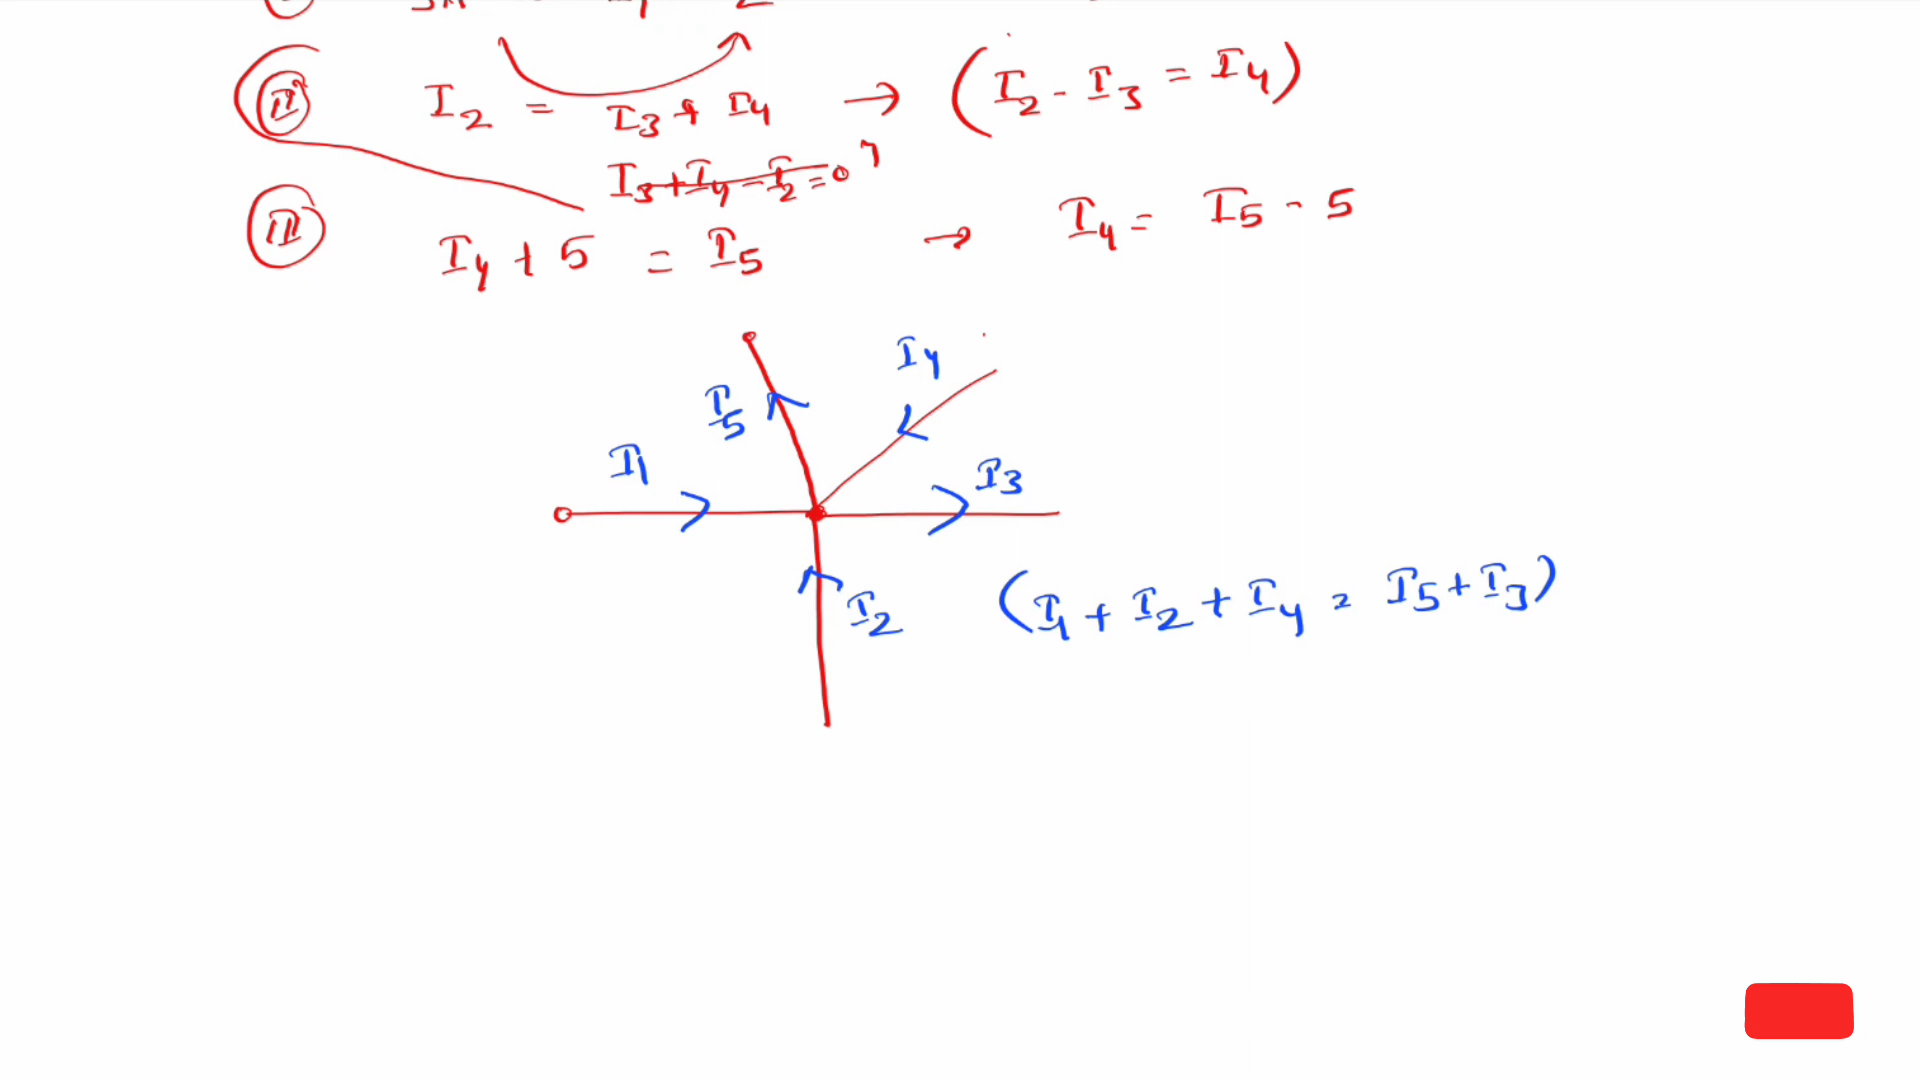 II I2 = I3 + I4 → (I2 - I3 = I4)
I3 + I4 - I2 = 0
III I4 + 5 = I5 → I4 = I5 - 5
I4
I5
I1
I3
I2
(I1 + I2 + I4 = I5 + I3)